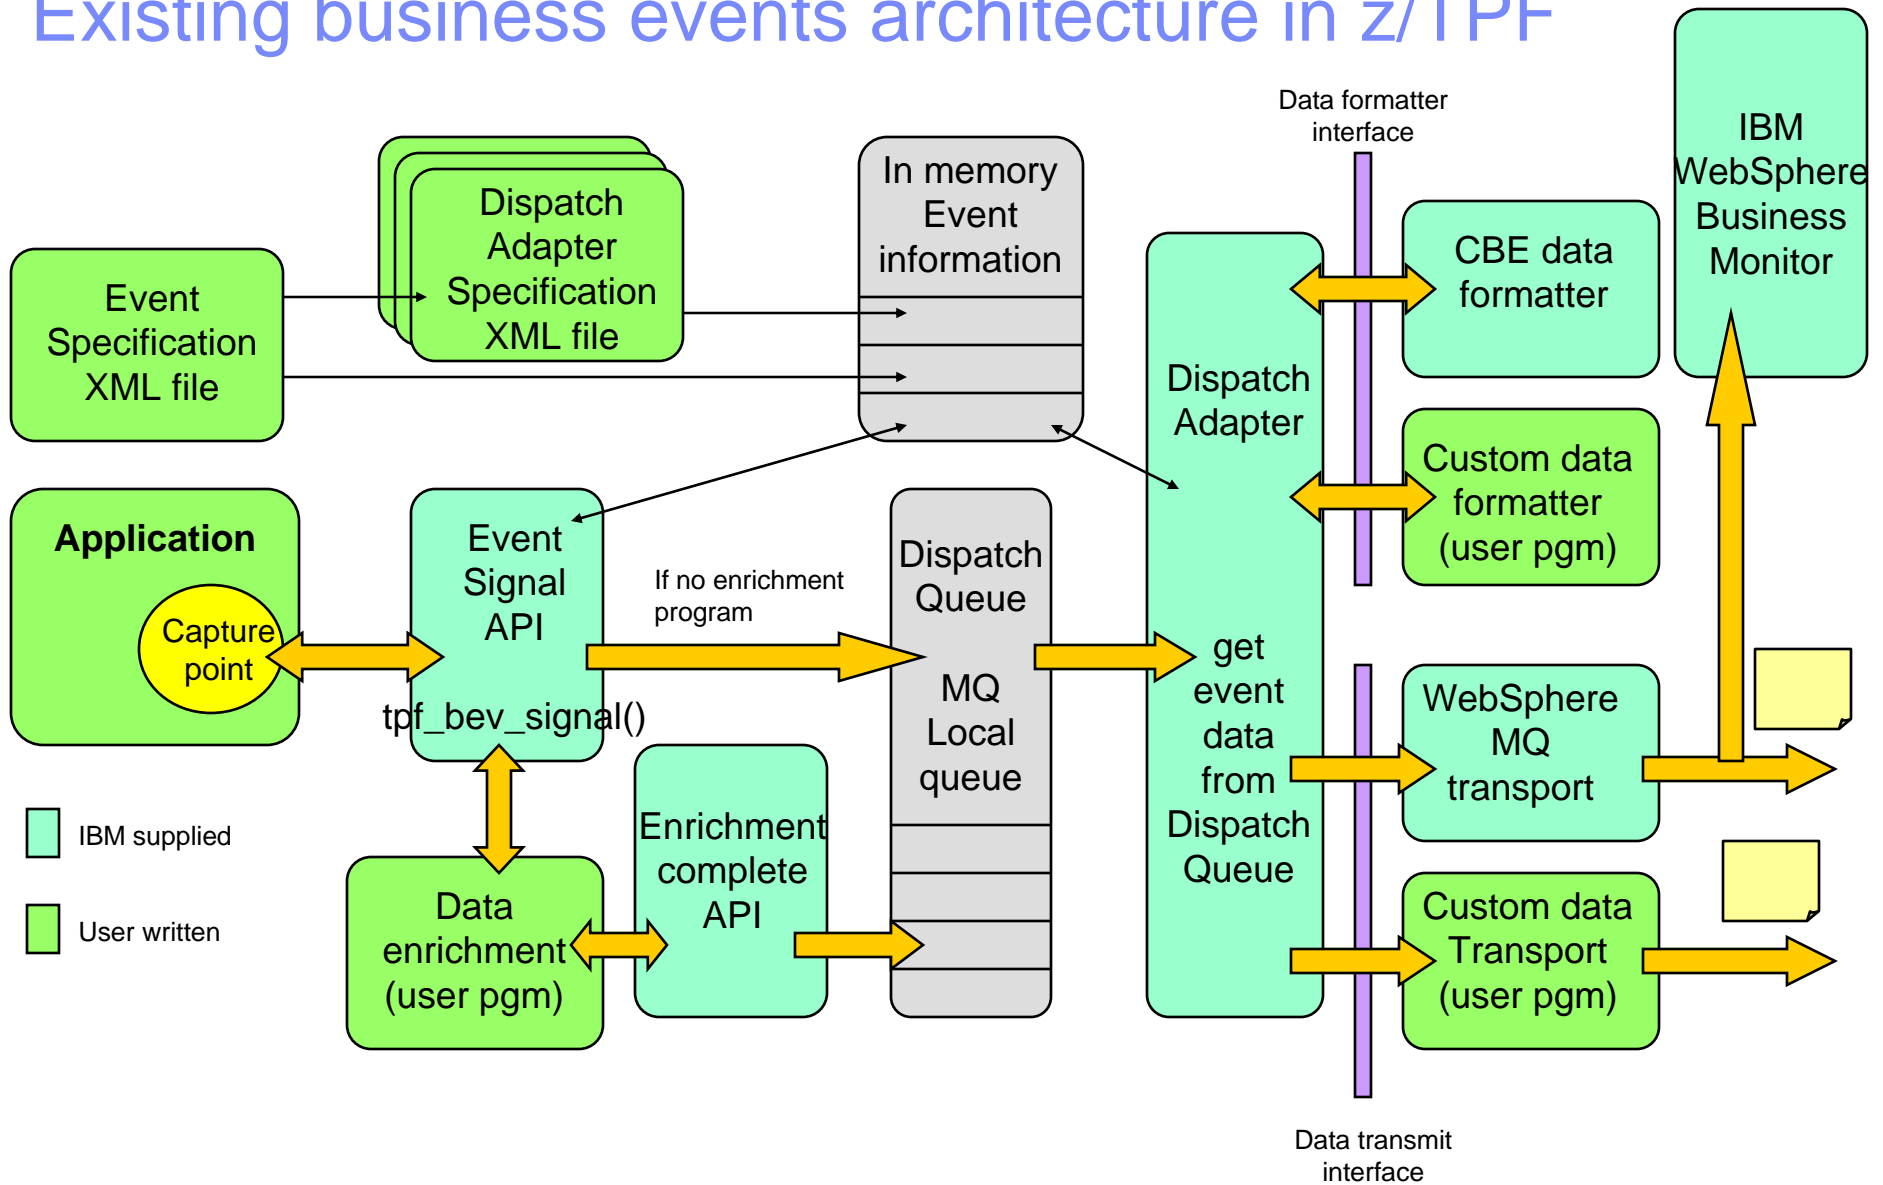 Existing business events architecture in z/TPF
Data formatter
interface
IBM
WebSphere
Business
Monitor
In memory
Event
information
Dispatch
Adapter
Specification
XML file
Event
Specification
XML file
CBE data
formatter
Dispatch
Adapter
get
event
data
from
Dispatch
Queue
Custom data
formatter
(user pgm)
Application
Capture
point
Event
Signal
API
tpf_bev_signal()
If no enrichment
program
Dispatch
Queue
MQ
Local
queue
WebSphere
MQ
transport
IBM supplied
User written
Enrichment
complete
API
Data
enrichment
(user pgm)
Custom data
Transport
(user pgm)
Data transmit
interface